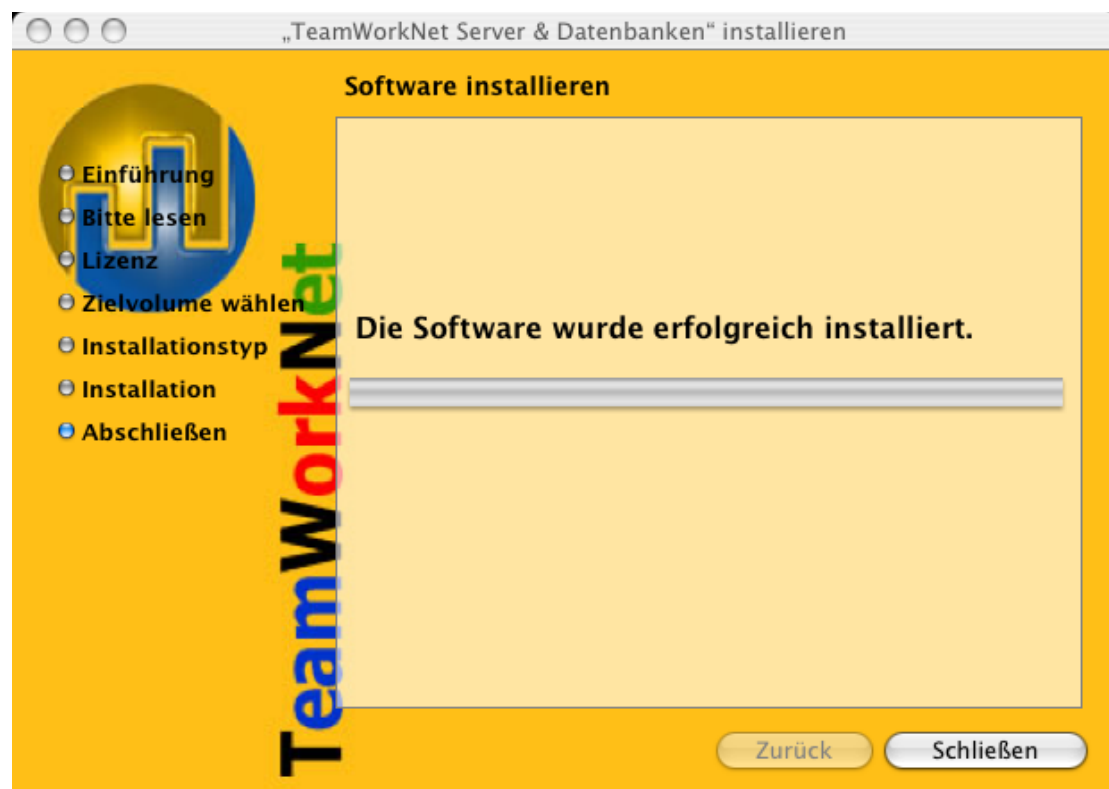 „TeamWorkNet Server & Datenbanken“ installieren
Software installieren
Einführung
Bitte lesen
Lizenz
Zielvolume wählen
Installationstyp
Installation
Abschließen
TeamWorkNet
Die Software wurde erfolgreich installiert.
Zurück
Schließen